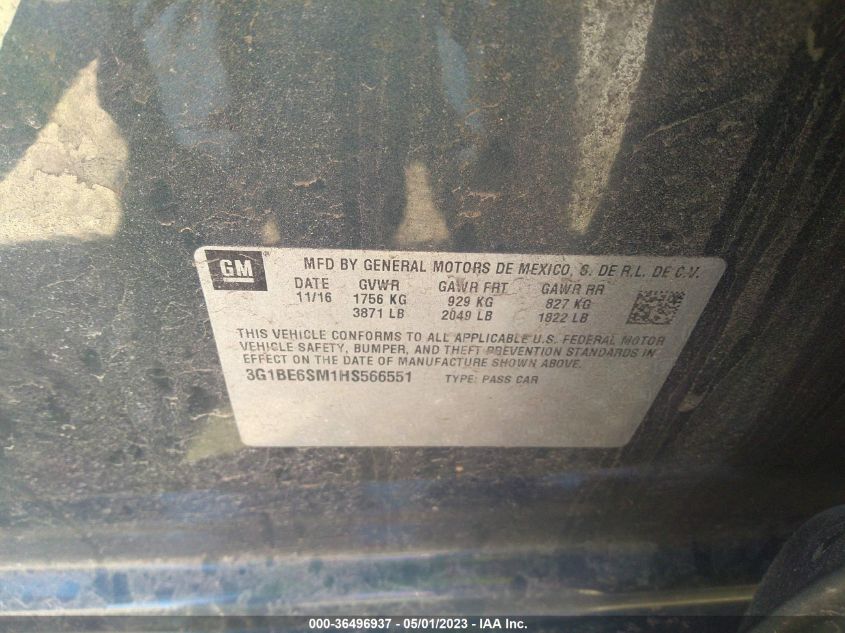 GM
MFD BY GENERAL MOTORS DE MEXICO, S. DE R.L. DE C.V.
DATE GVWR GAWR FRT GAWR RR
11/16 1756 KG 929 KG 827 KG
3871 LB 2049 LB 1822 LB
THIS VEHICLE CONFORMS TO ALL APPLICABLE U.S. FEDERAL MOTOR
VEHICLE SAFETY, BUMPER, AND THEFT PREVENTION STANDARDS IN
EFFECT ON THE DATE OF MANUFACTURE SHOWN ABOVE.
3G1BE6SM1HS566551 TYPE: PASS CAR
000-36496937 - 05/01/2023 - IAA Inc.